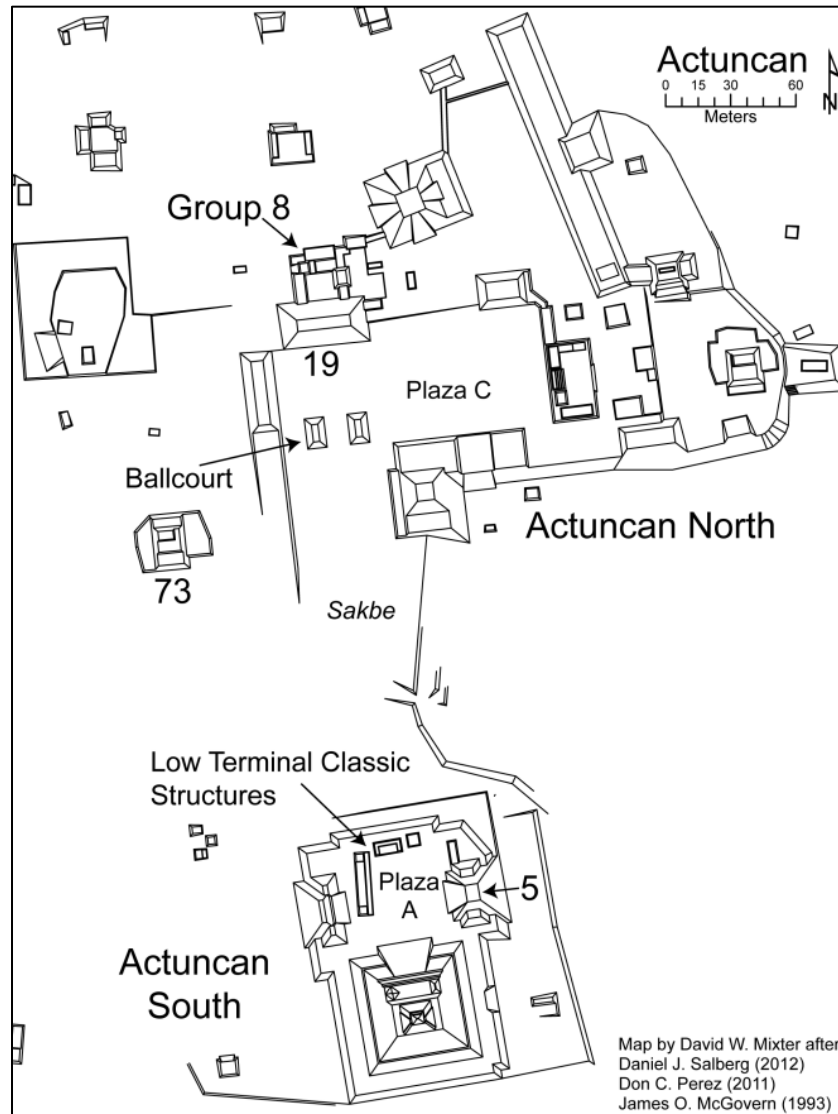 Actuncan
0 15 30 60
Meters
N
Group 8
19
Plaza C
Ballcourt
Actuncan North
73
Sakbe
Low Terminal Classic
Structures
Plaza
A
5
Actuncan
South
Map by David W. Mixter after
Daniel J. Salberg (2012)
Don C. Perez (2011)
James O. McGovern (1993)